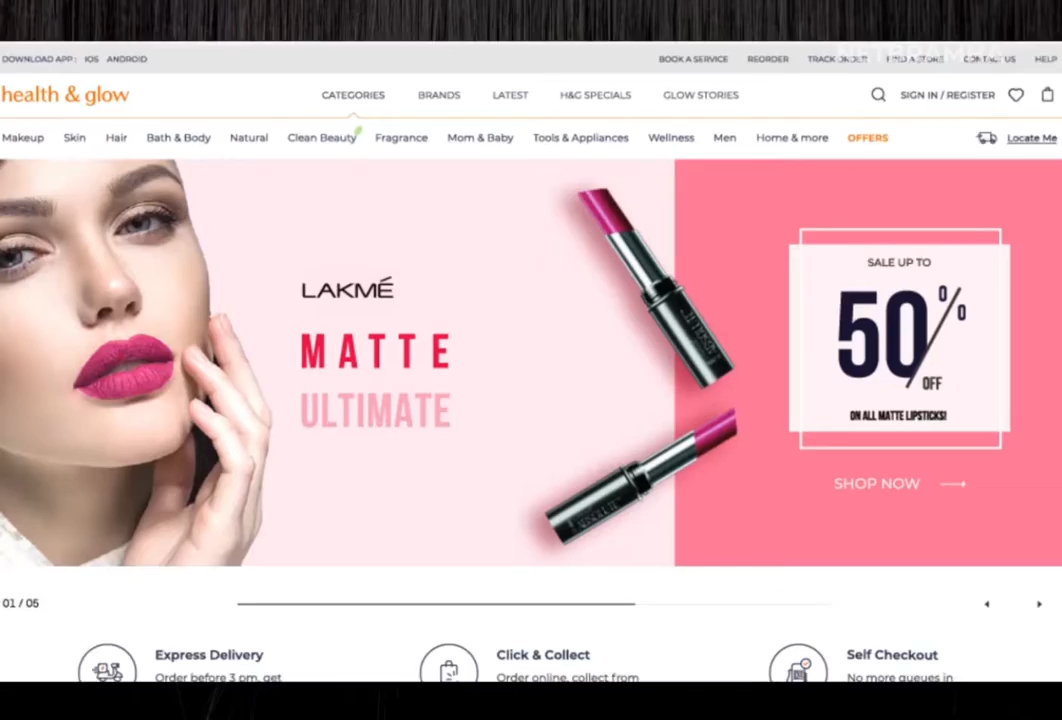 DOWNLOAD APP : IOS ANDROID BOOK A SERVICE REORDER TRACK ORDER FIND A STORE CONTACT US HELP
health & glow CATEGORIES BRANDS LATEST H&G SPECIALS GLOW STORIES SIGN IN / REGISTER
Makeup Skin Hair Bath & Body Natural Clean Beauty Fragrance Mom & Baby Tools & Appliances Wellness Men Home & more OFFERS Locate Me
LAKMÉ
MATTE
ULTIMATE
SALE UP TO
50%
OFF
ON ALL MATTE LIPSTICKS!
SHOP NOW
01 / 05
Express Delivery Click & Collect Self Checkout
Order before 3 pm, get Order online, collect from No more queues in